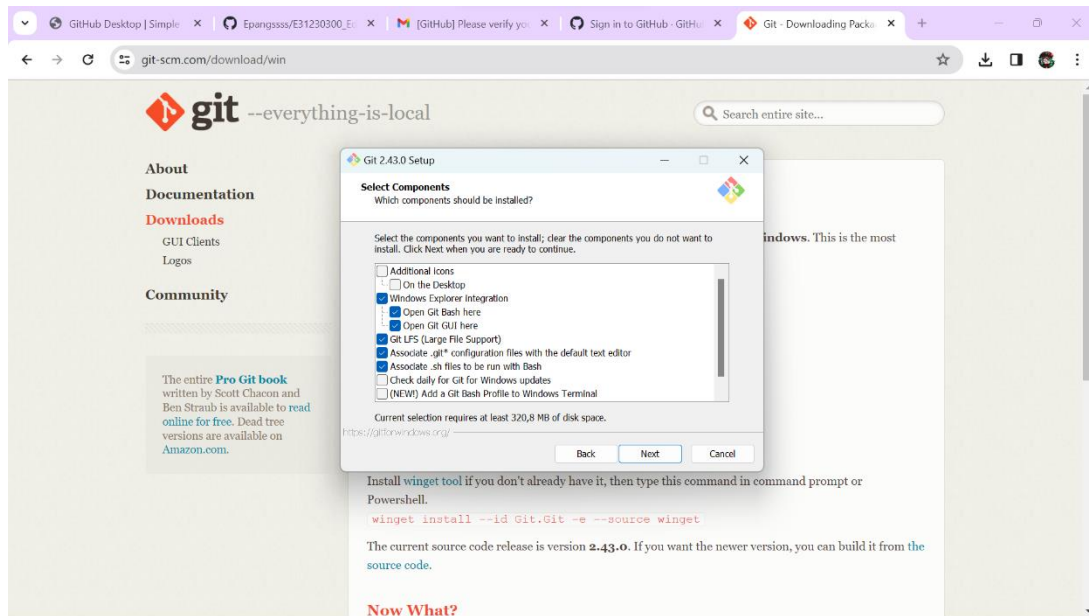 GitHub Desktop | Simple
Epangssss/E31230300_Ed
[GitHub] Please verify yo
Sign in to GitHub · GitHu
Git - Downloading Packa
git-scm.com/download/win
git --everything-is-local
Search entire site...
About
Documentation
Downloads
GUI Clients
Logos
Community
The entire Pro Git book
written by Scott Chacon and
Ben Straub is available to read
online for free. Dead tree
versions are available on
Amazon.com.
Git 2.43.0 Setup
Select Components
Which components should be installed?
Select the components you want to install; clear the components you do not want to
install. Click Next when you are ready to continue.
Additional icons
On the Desktop
Windows Explorer integration
Open Git Bash here
Open Git GUI here
Git LFS (Large File Support)
Associate .git* configuration files with the default text editor
Associate .sh files to be run with Bash
Check daily for Git for Windows updates
(NEW!) Add a Git Bash Profile to Windows Terminal
Current selection requires at least 320,8 MB of disk space.
https://gitforwindows.org/
Back
Next
Cancel
indows. This is the most
Install winget tool if you don't already have it, then type this command in command prompt or
Powershell.
winget install --id Git.Git -e --source winget
The current source code release is version 2.43.0. If you want the newer version, you can build it from the
source code.
Now What?